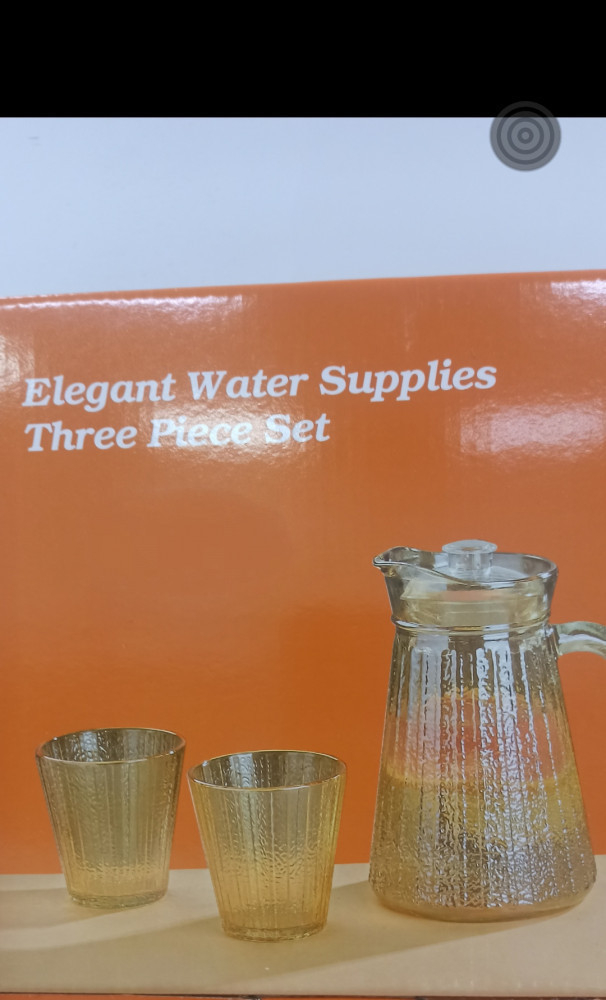 Elegant Water Supplies
Three Piece Set